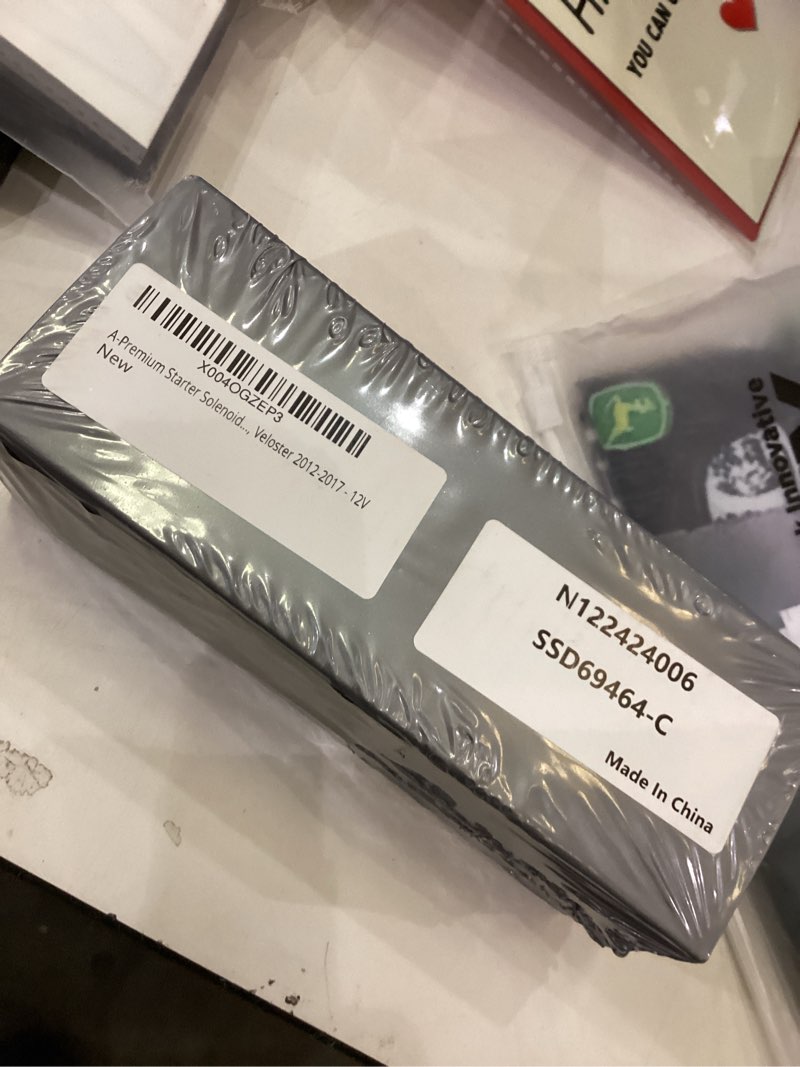 YOU CAN
X004OGZEP3
A-Premium Starter Solenoid..., Veloster 2012-2017 - 12V
New
N122424006
SSD69464-C
Made In China
Innovative